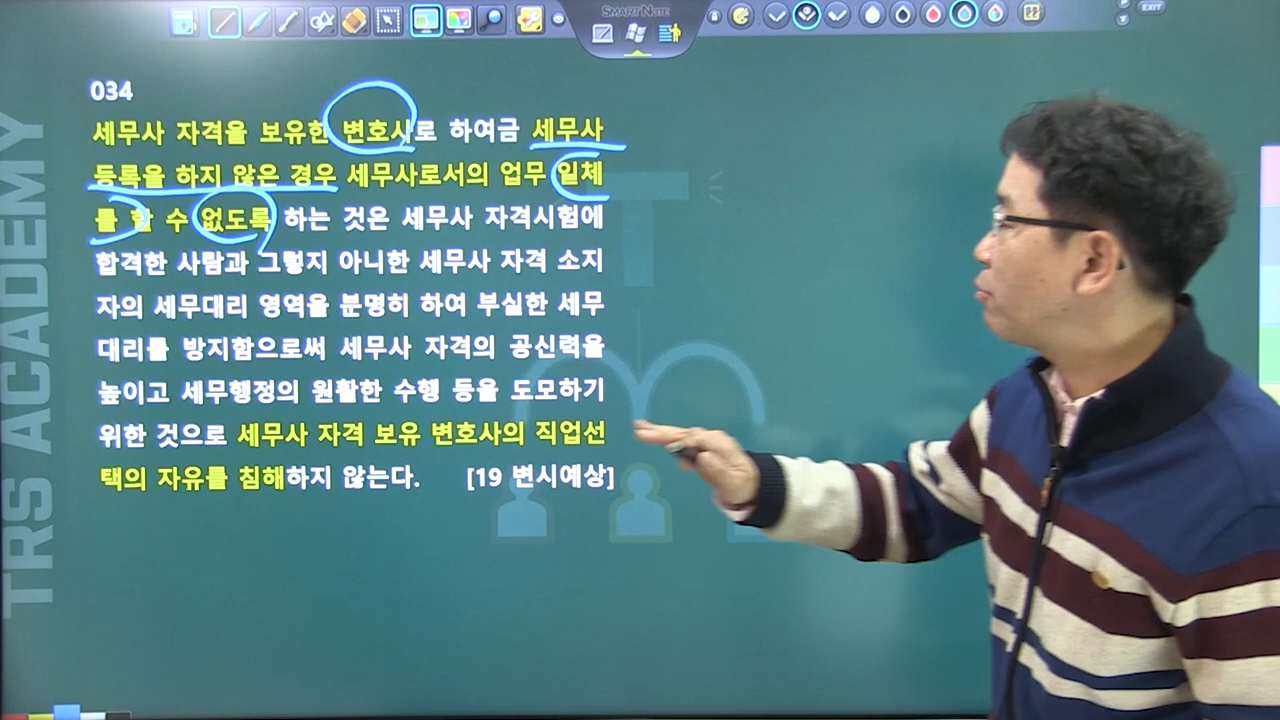 SMARTNOTE
EXIT
034
세무사 자격을 보유한 변호사로 하여금 세무사
등록을 하지 않은 경우 세무사로서의 업무 일체
를 할 수 없도록 하는 것은 세무사 자격시험에
합격한 사람과 그렇지 아니한 세무사 자격 소지
자의 세무대리 영역을 분명히 하여 부실한 세무
대리를 방지함으로써 세무사 자격의 공신력을
높이고 세무행정의 원활한 수행 등을 도모하기
위한 것으로 세무사 자격 보유 변호사의 직업선
택의 자유를 침해하지 않는다. [19 변시예상]
TRS ACADEMY